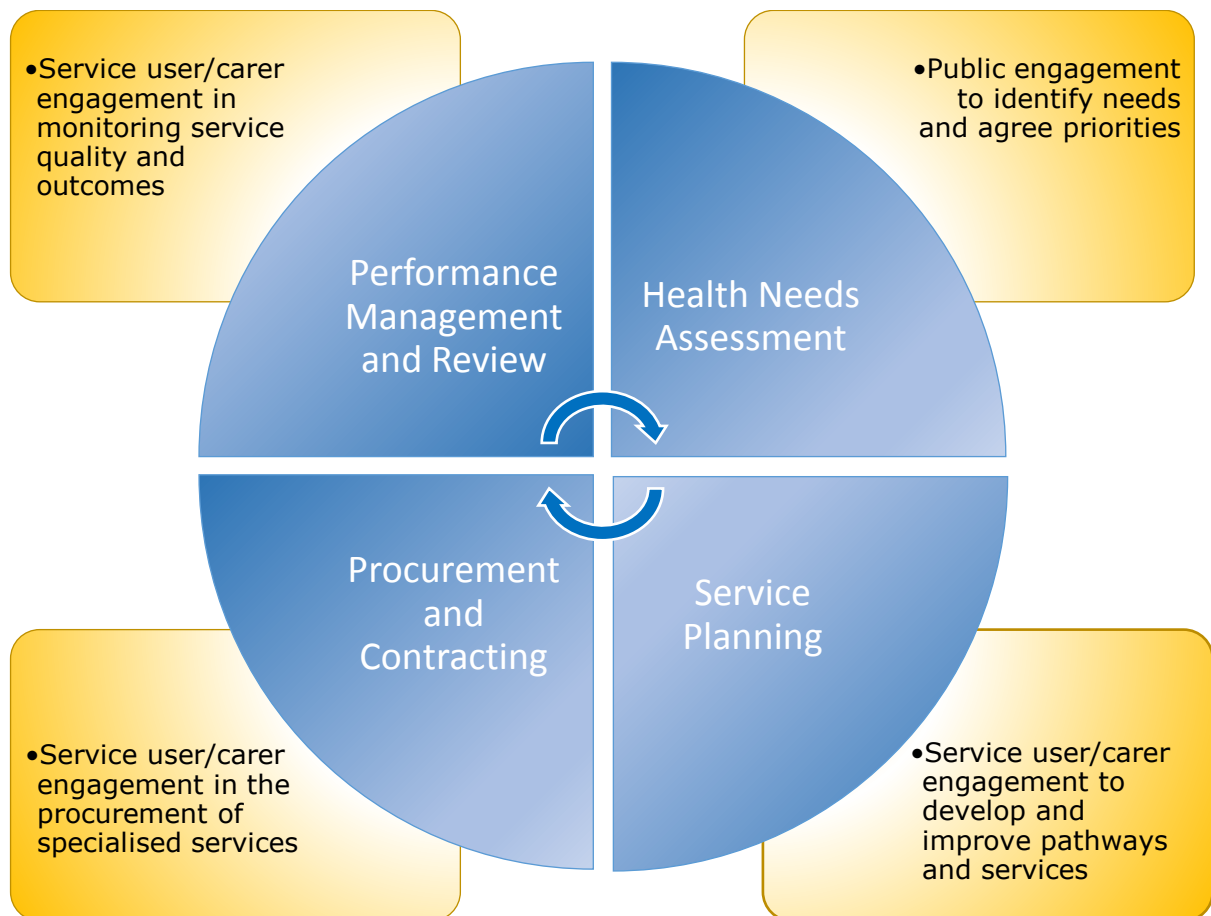 •Service user/carer
engagement in
monitoring service
quality and
outcomes
•Public engagement
to identify needs
and agree priorities
Performance
Management
and Review
Health Needs
Assessment
Procurement
and
Contracting
Service
Planning
•Service user/carer
engagement in the
procurement of
specialised services
•Service user/carer
engagement to
develop and
improve pathways
and services